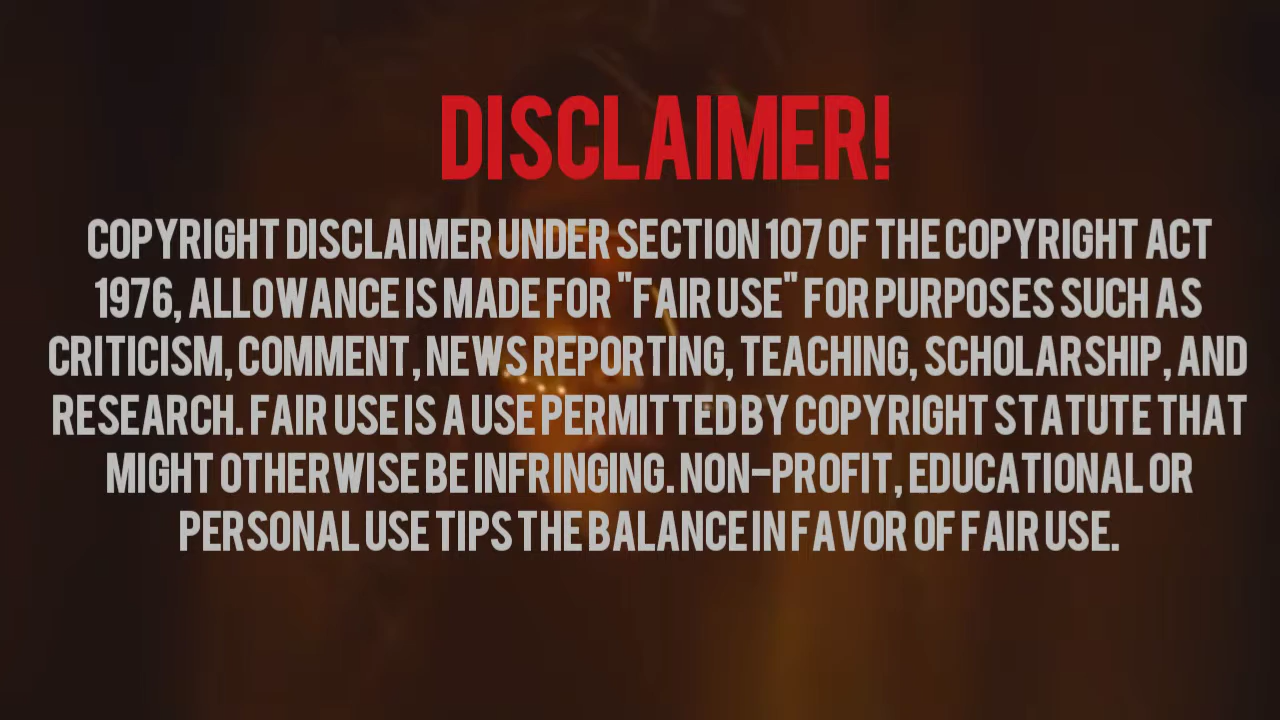 DISCLAIMER!
COPYRIGHT DISCLAIMER UNDER SECTION 107 OF THE COPYRIGHT ACT
1976, ALLOWANCE IS MADE FOR "FAIR USE" FOR PURPOSES SUCH AS
CRITICISM, COMMENT, NEWS REPORTING, TEACHING, SCHOLARSHIP, AND
RESEARCH. FAIR USE IS A USE PERMITTED BY COPYRIGHT STATUTE THAT
MIGHT OTHERWISE BE INFRINGING. NON-PROFIT, EDUCATIONAL OR
PERSONAL USE TIPS THE BALANCE IN FAVOR OF FAIR USE.